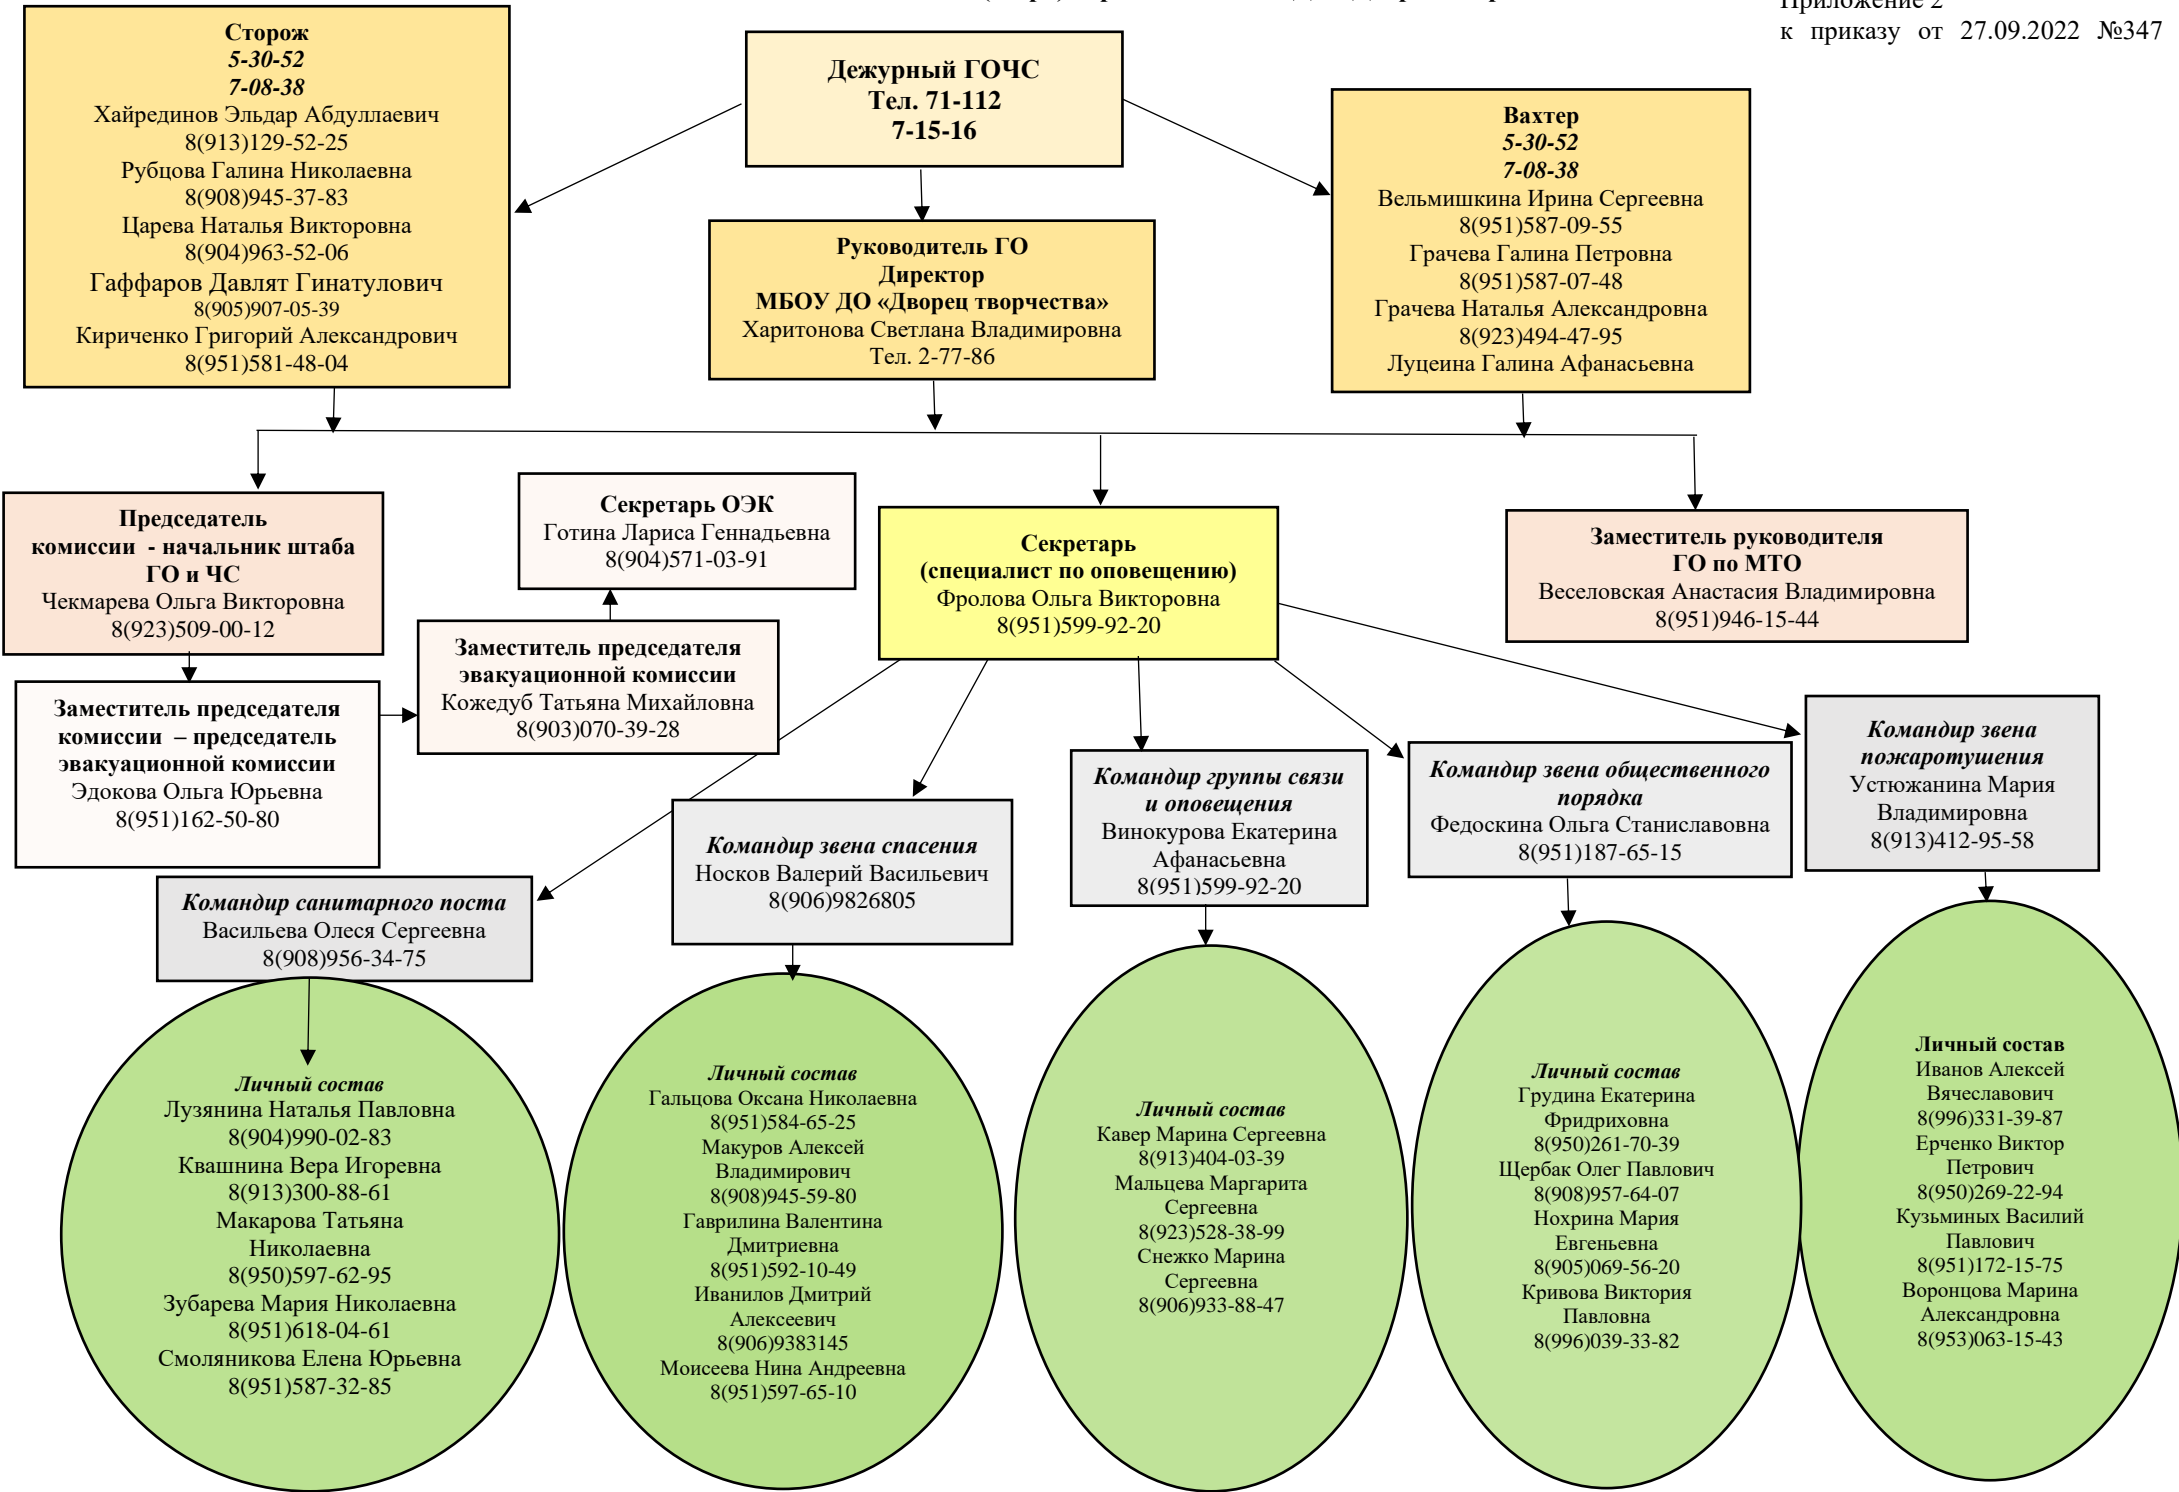 Приложение 2
к приказу от 27.09.2022 №347
Сторож
5-30-52
7-08-38
Хайрединов Эльдар Абдуллаевич
8(913)129-52-25
Рубцова Галина Николаевна
8(908)945-37-83
Царева Наталья Викторовна
8(904)963-52-06
Гаффаров Давлят Гинатулович
8(905)907-05-39
Кириченко Григорий Александрович
8(951)581-48-04
Дежурный ГОЧС
Тел. 71-112
7-15-16
Вахтер
5-30-52
7-08-38
Вельмишкина Ирина Сергеевна
8(951)587-09-55
Грачева Галина Петровна
8(951)587-07-48
Грачева Наталья Александровна
8(923)494-47-95
Луцеина Галина Афанасьевна
Руководитель ГО
Директор
МБОУ ДО «Дворец творчества»
Харитонова Светлана Владимировна
Тел. 2-77-86
Председатель
комиссии - начальник штаба
ГО и ЧС
Чекмарева Ольга Викторовна
8(923)509-00-12
Секретарь ОЭК
Готина Лариса Геннадьевна
8(904)571-03-91
Секретарь
(специалист по оповещению)
Фролова Ольга Викторовна
8(951)599-92-20
Заместитель руководителя
ГО по МТО
Веселовская Анастасия Владимировна
8(951)946-15-44
Заместитель председателя
комиссии – председатель
эвакуационной комиссии
Эдокова Ольга Юрьевна
8(951)162-50-80
Заместитель председателя
эвакуационной комиссии
Кожедуб Татьяна Михайловна
8(903)070-39-28
Командир санитарного поста
Васильева Олеся Сергеевна
8(908)956-34-75
Командир звена спасения
Носков Валерий Васильевич
8(906)9826805
Командир группы связи
и оповещения
Винокурова Екатерина
Афанасьевна
8(951)599-92-20
Командир звена общественного
порядка
Федоскина Ольга Станиславовна
8(951)187-65-15
Командир звена
пожаротушения
Устюжанина Мария
Владимировна
8(913)412-95-58
Личный состав
Лузянина Наталья Павловна
8(904)990-02-83
Квашнина Вера Игоревна
8(913)300-88-61
Макарова Татьяна
Николаевна
8(950)597-62-95
Зубарева Мария Николаевна
8(951)618-04-61
Смоляникова Елена Юрьевна
8(951)587-32-85
Личный состав
Гальцова Оксана Николаевна
8(951)584-65-25
Макуров Алексей
Владимирович
8(908)945-59-80
Гаврилина Валентина
Дмитриевна
8(951)592-10-49
Иванилов Дмитрий
Алексеевич
8(906)9383145
Моисеева Нина Андреевна
8(951)597-65-10
Личный состав
Кавер Марина Сергеевна
8(913)404-03-39
Мальцева Маргарита
Сергеевна
8(923)528-38-99
Снежко Марина
Сергеевна
8(906)933-88-47
Личный состав
Грудина Екатерина
Фридриховна
8(950)261-70-39
Щербак Олег Павлович
8(908)957-64-07
Нохрина Мария
Евгеньевна
8(905)069-56-20
Кривова Виктория
Павловна
8(996)039-33-82
Личный состав
Иванов Алексей
Вячеславович
8(996)331-39-87
Ерченко Виктор
Петрович
8(950)269-22-94
Кузьминых Василий
Павлович
8(951)172-15-75
Воронцова Марина
Александровна
8(953)063-15-43